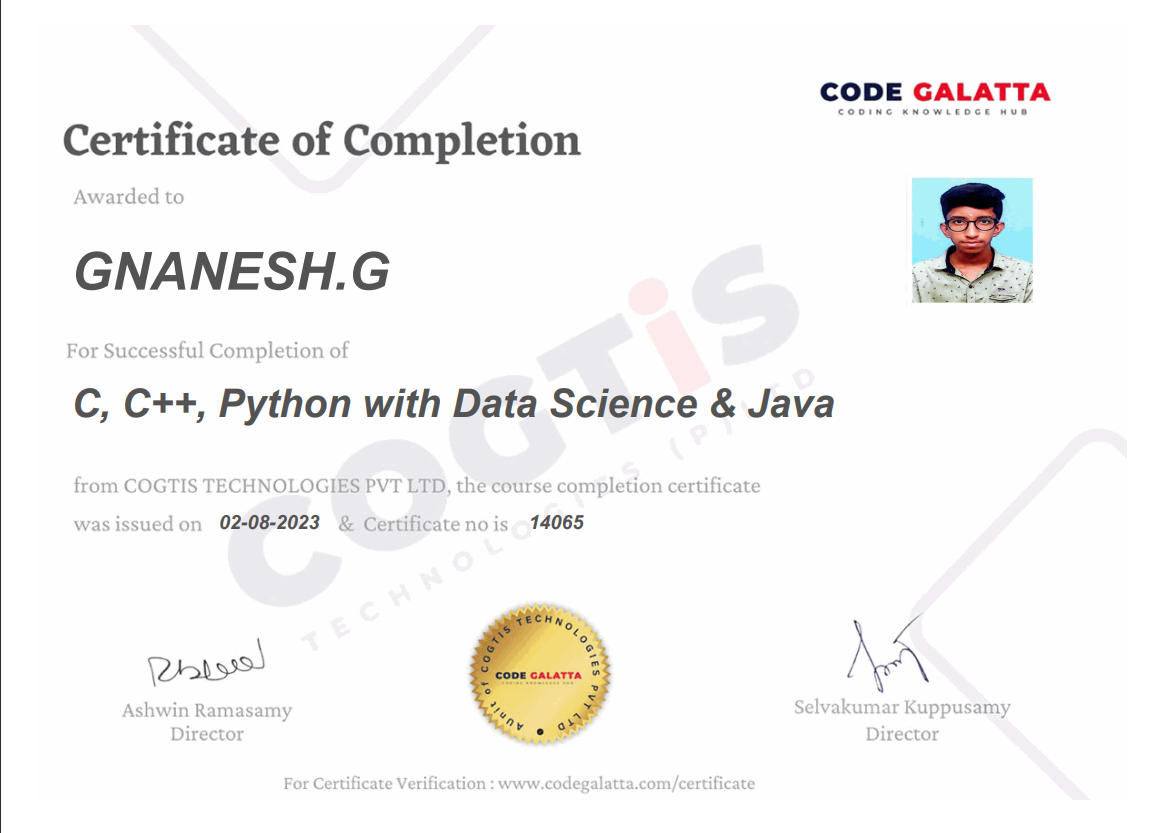 CODE GALATTA
CODING KNOWLEDGE HUB
Certificate of Completion
Awarded to
GNANESH.G
For Successful Completion of
C, C++, Python with Data Science & Java
from COGTIS TECHNOLOGIES PVT LTD, the course completion certificate
was issued on 02-08-2023 & Certificate no is 14065
COGTiS
TECHNOLOGIES (P) LTD
A unit of COGTIS TECHNOLOGIES PVT LTD
CODE GALATTA
CODING KNOWLEDGE HUB
Ashwin Ramasamy
Director
Selvakumar Kuppusamy
Director
For Certificate Verification : www.codegalatta.com/certificate